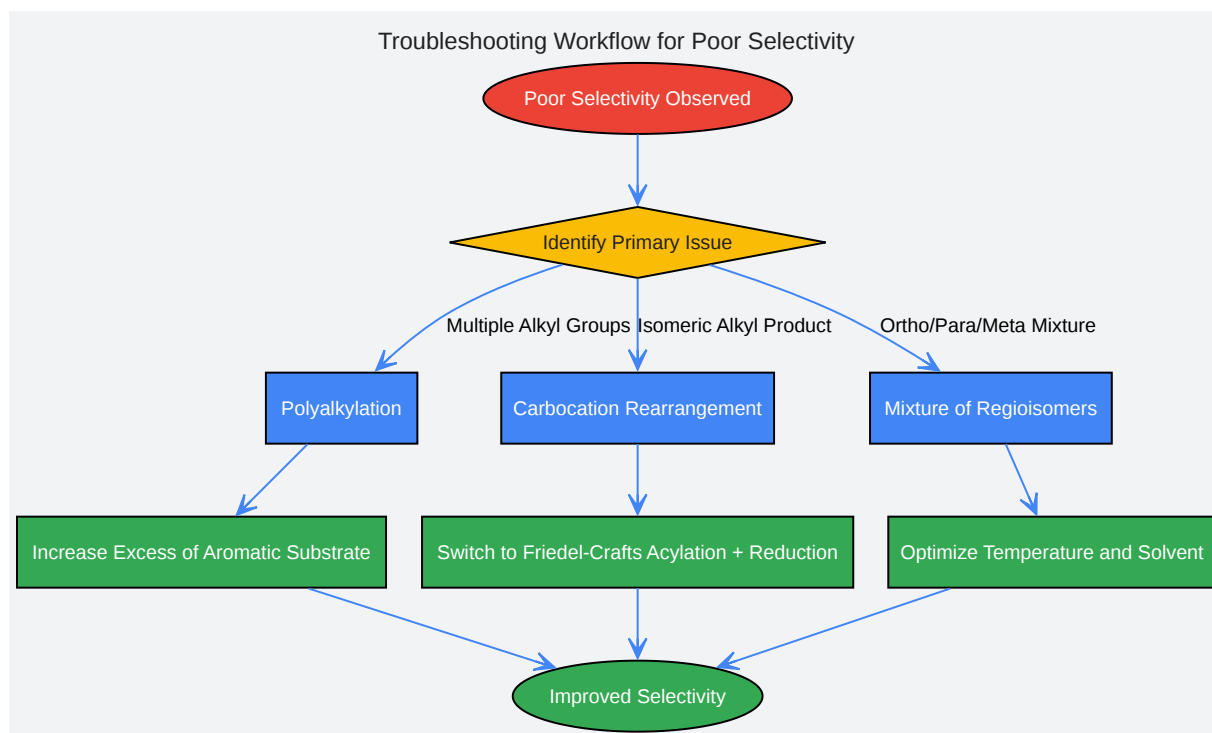 Troubleshooting Workflow for Poor Selectivity
Poor Selectivity Observed
Identify Primary Issue
Multiple Alkyl Groups
Isomeric Alkyl Product
Ortho/Para/Meta Mixture
Polyalkylation
Carbocation Rearrangement
Mixture of Regioisomers
Increase Excess of Aromatic Substrate
Switch to Friedel-Crafts Acylation + Reduction
Optimize Temperature and Solvent
Improved Selectivity